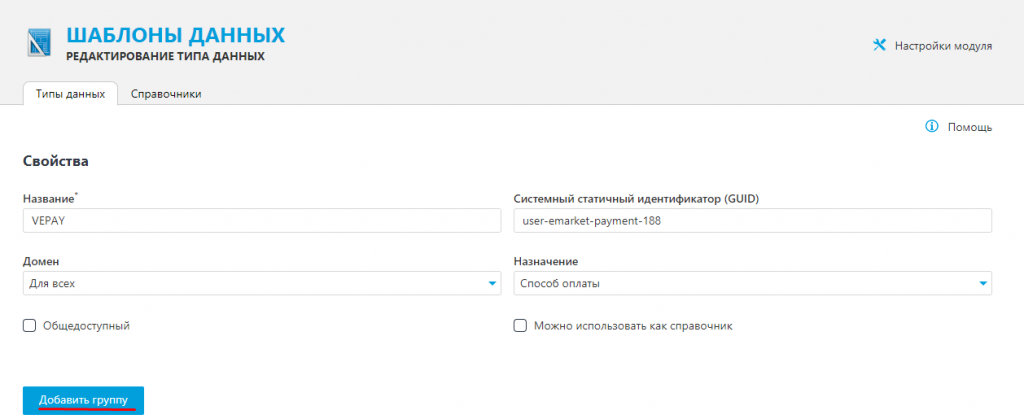 ШАБЛОНЫ ДАННЫХ
РЕДАКТИРОВАНИЕ ТИПА ДАННЫХ
Настройки модуля
Типы данных
Справочники
Помощь
Свойства
Название*
Системный статичный идентификатор (GUID)
VEPAY
user-emarket-payment-188
Домен
Назначение
Для всех
Способ оплаты
Общедоступный
Можно использовать как справочник
Добавить группу